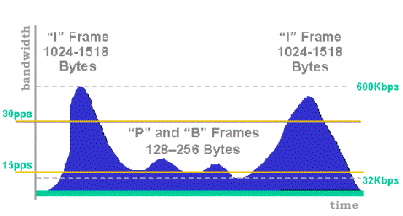 bandwidth
“I” Frame
1024-1518
Bytes
“I” Frame
1024-1518
Bytes
600Kbps
30pps
“P” and “B” Frames
128–256 Bytes
15pps
32Kbps
time